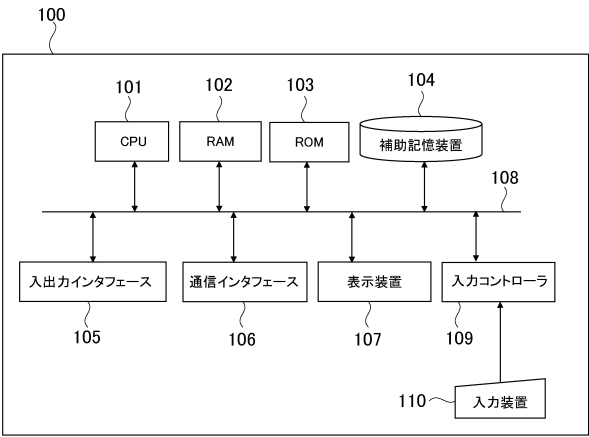 100
101
102
103
104
CPU
RAM
ROM
補助記憶装置
108
入出力インタフェース
通信インタフェース
表示装置
入力コントローラ
105
106
107
109
110
入力装置